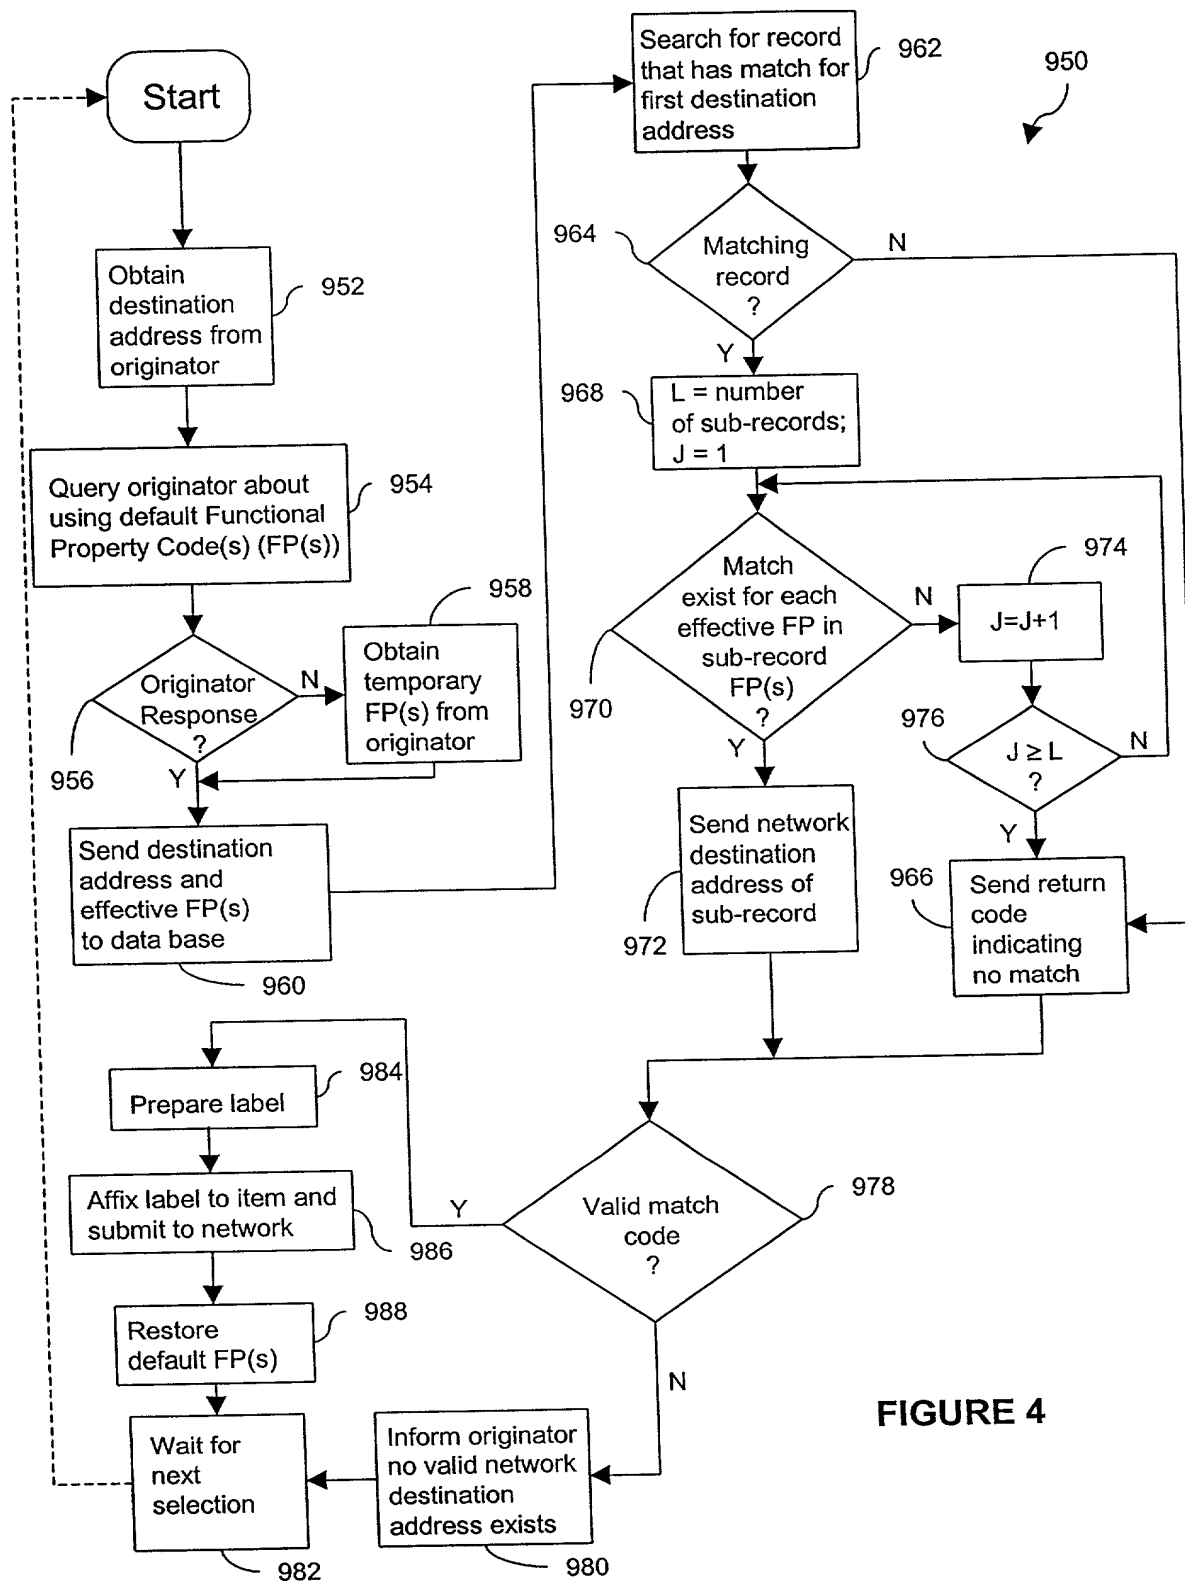 Start
Obtain
destination
address from
originator
952
Query originator about
using default Functional
Property Code(s) (FP(s))
954
Originator
Response
?
956
N
Y
958
Obtain
temporary
FP(s) from
originator
Send destination
address and
effective FP(s)
to data base
960
Search for record
that has match for
first destination
address
962
950
964
Matching
record
?
N
Y
968
L = number
of sub-records;
J = 1
Match
exist for each
effective FP in
sub-record
FP(s)
?
970
N
Y
974
J=J+1
976
J ≥ L
?
N
Y
Send network
destination
address of
sub-record
972
966
Send return
code
indicating
no match
Valid match
code
?
978
Y
N
984
Prepare label
Affix label to item and
submit to network
986
988
Restore
default FP(s)
Wait for
next
selection
982
Inform originator
no valid network
destination
address exists
980
FIGURE 4